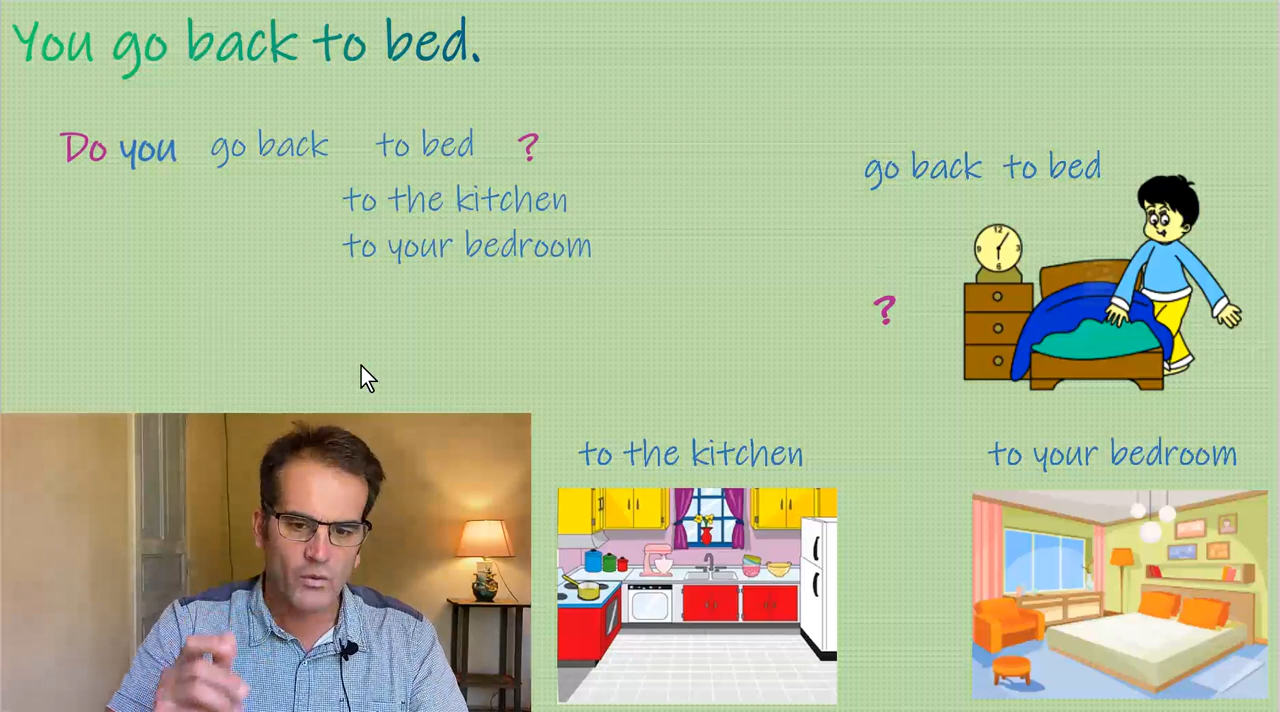 You go back to bed.
Do you go back to bed ?
to the kitchen
to your bedroom
go back to bed
?
to the kitchen
to your bedroom